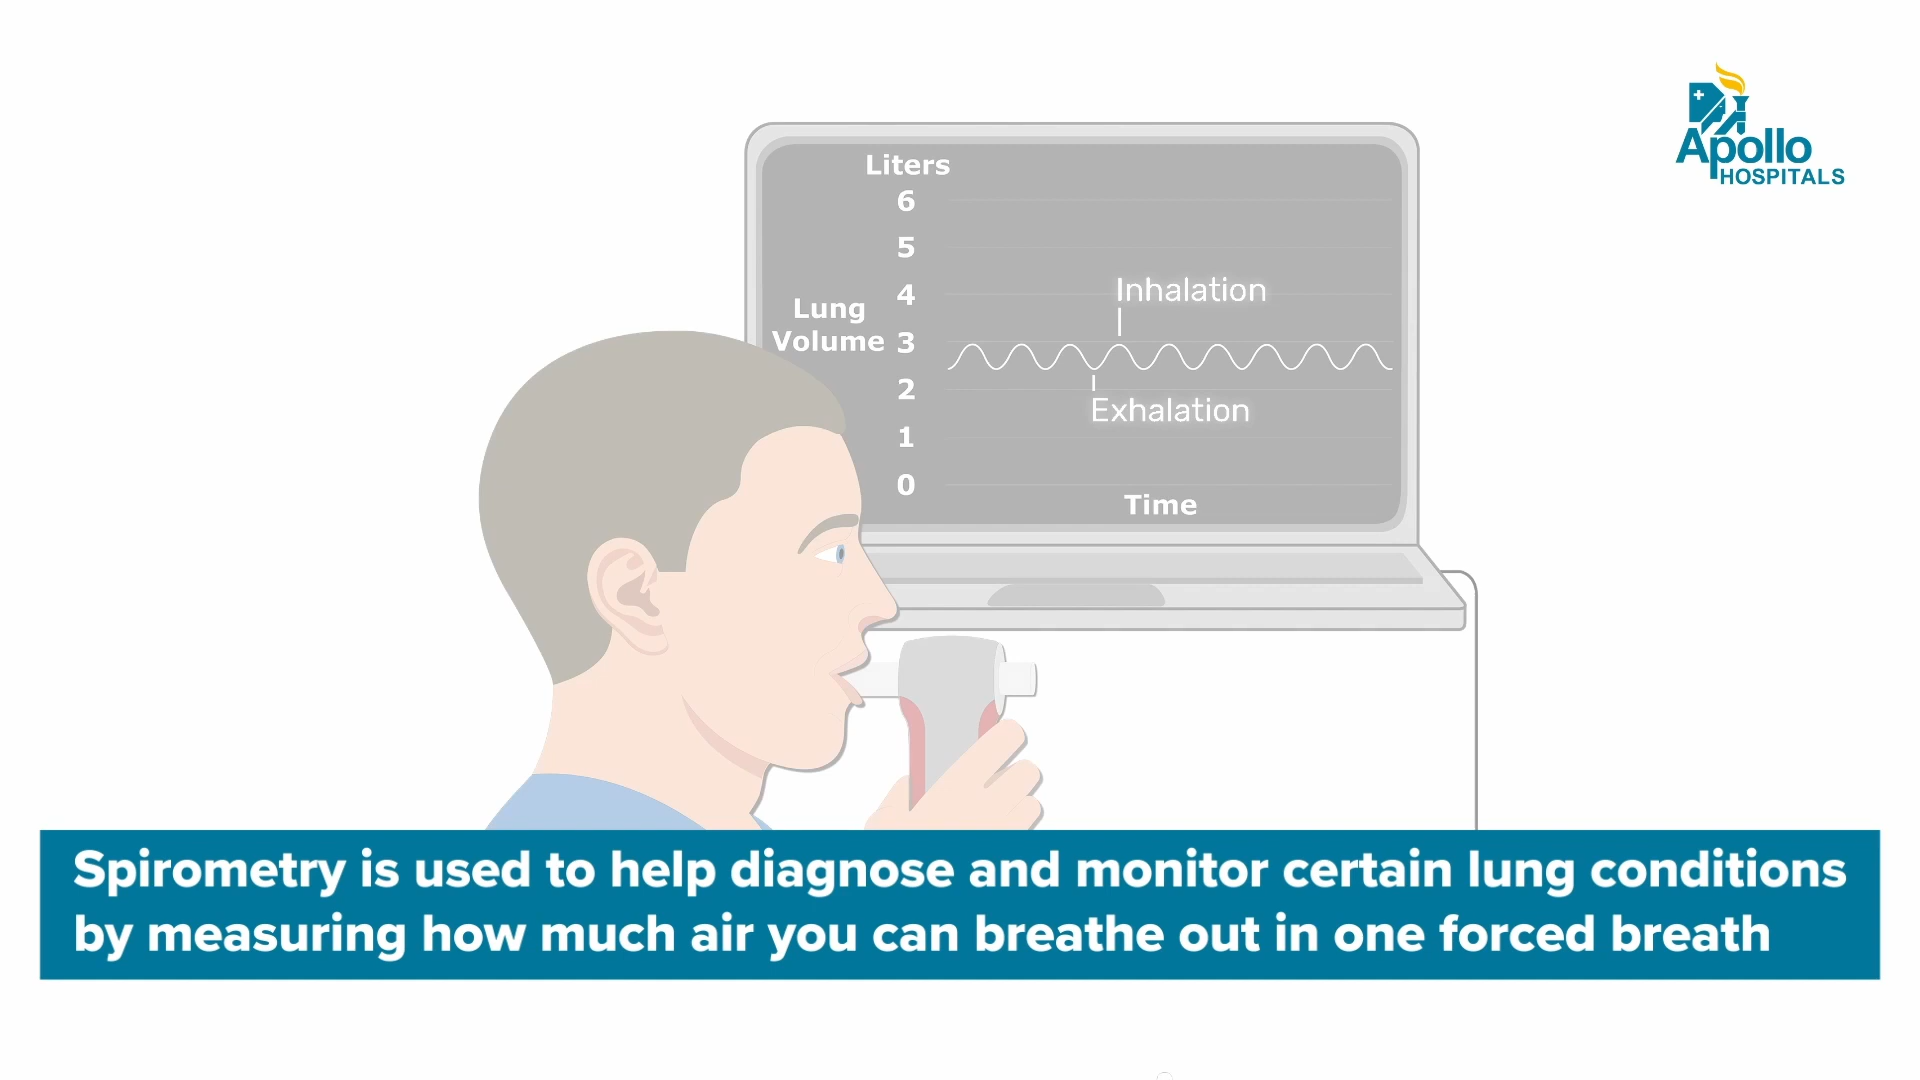 Apollo
HOSPITALS
Liters
6
5
4
3
2
1
0
Lung
Volume
Inhalation
Exhalation
Time
Spirometry is used to help diagnose and monitor certain lung conditions
by measuring how much air you can breathe out in one forced breath